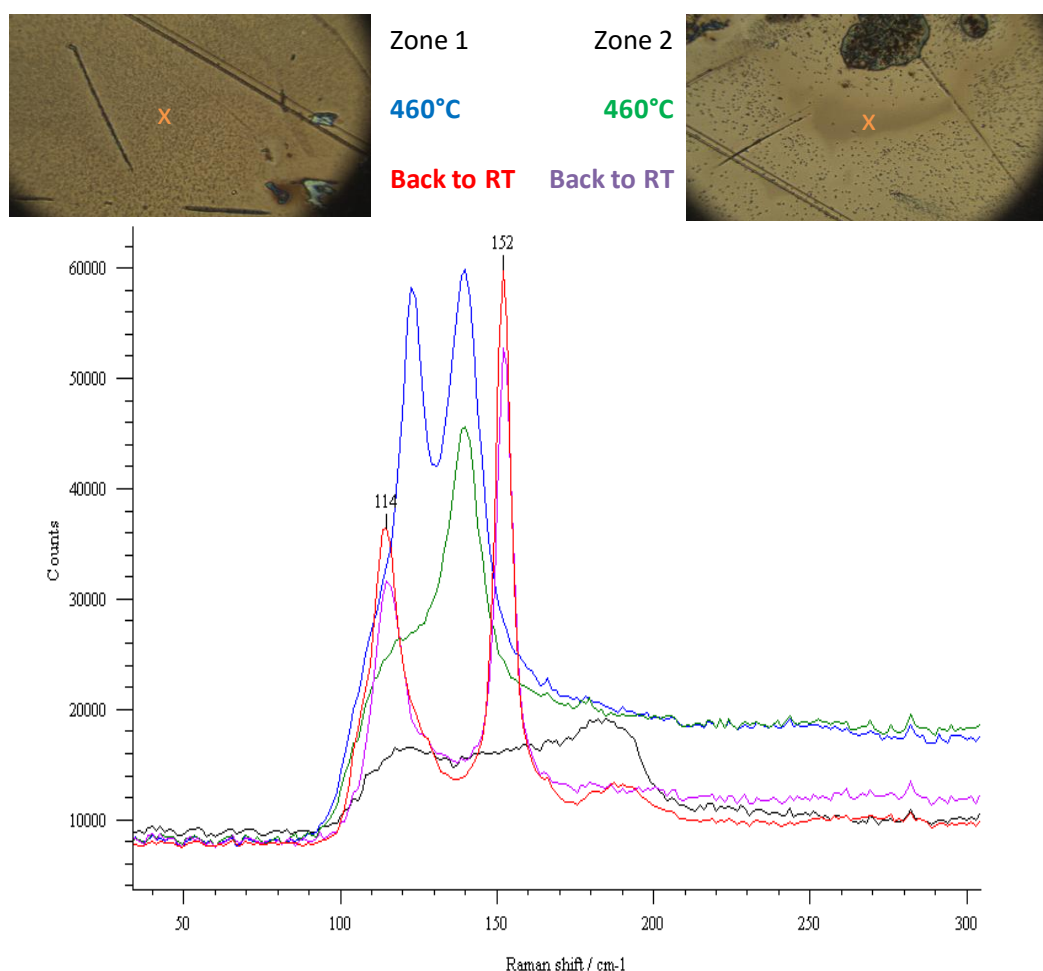 Zone 1
Zone 2
460°C
460°C
Back to RT
Back to RT
X
X
152
114
60000
50000
40000
30000
20000
10000
Counts
50
100
150
200
250
300
Raman shift / cm-1